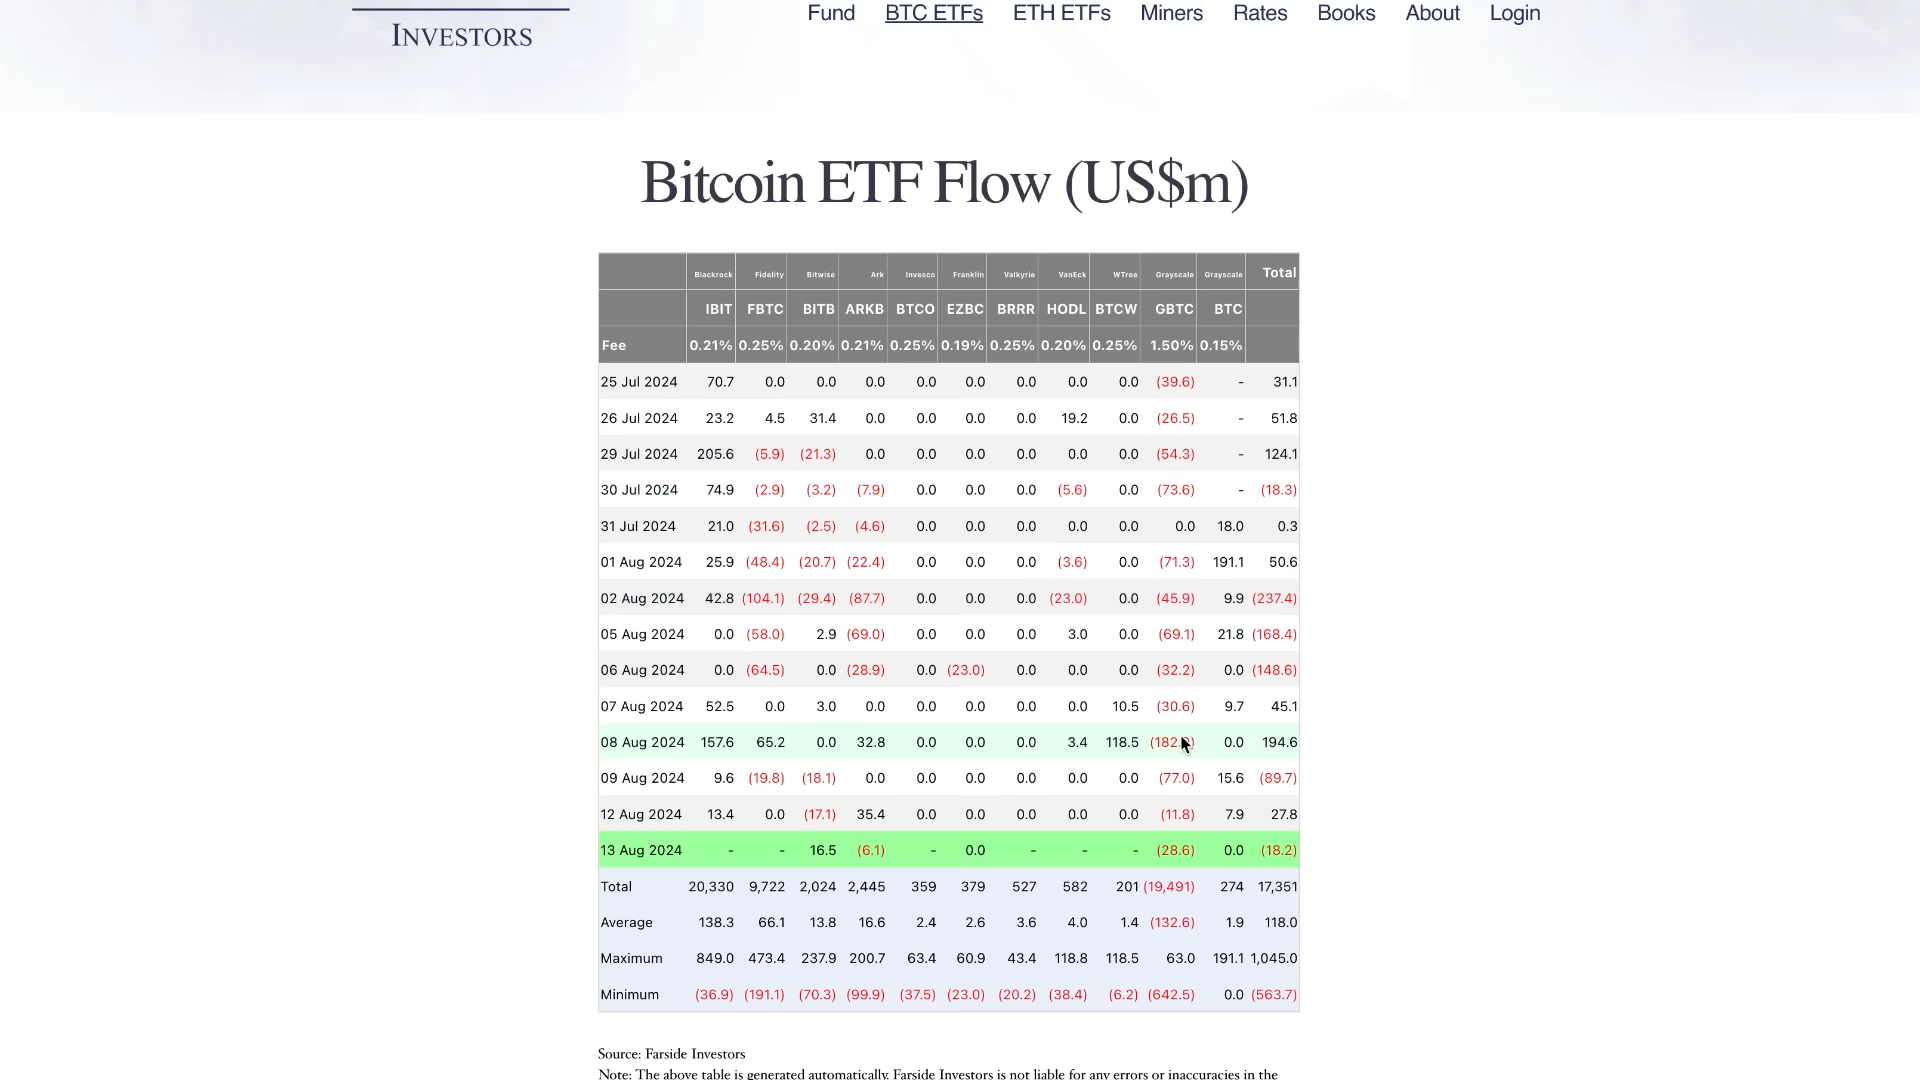 INVESTORS
Fund BTC ETFs ETH ETFs Miners Rates Books About Login
Bitcoin ETF Flow (US$m)
Blackrock Fidelity Bitwise Ark Invesco Franklin Valkyrie VanEck WTree Grayscale Grayscale Total
IBIT FBTC BITB ARKB BTCO EZBC BRRR HODL BTCW GBTC BTC
Fee 0.21% 0.25% 0.20% 0.21% 0.25% 0.19% 0.25% 0.20% 0.25% 1.50% 0.15%
25 Jul 2024 70.7 0.0 0.0 0.0 0.0 0.0 0.0 0.0 0.0 (39.6) - 31.1
26 Jul 2024 23.2 4.5 31.4 0.0 0.0 0.0 0.0 19.2 0.0 (26.5) - 51.8
29 Jul 2024 205.6 (5.9) (21.3) 0.0 0.0 0.0 0.0 0.0 0.0 (54.3) - 124.1
30 Jul 2024 74.9 (2.9) (3.2) (7.9) 0.0 0.0 0.0 (5.6) 0.0 (73.6) - (18.3)
31 Jul 2024 21.0 (31.6) (2.5) (4.6) 0.0 0.0 0.0 0.0 0.0 0.0 18.0 0.3
01 Aug 2024 25.9 (48.4) (20.7) (22.4) 0.0 0.0 0.0 (3.6) 0.0 (71.3) 191.1 50.6
02 Aug 2024 42.8 (104.1) (29.4) (87.7) 0.0 0.0 0.0 (23.0) 0.0 (45.9) 9.9 (237.4)
05 Aug 2024 0.0 (58.0) 2.9 (69.0) 0.0 0.0 0.0 3.0 0.0 (69.1) 21.8 (168.4)
06 Aug 2024 0.0 (64.5) 0.0 (28.9) 0.0 (23.0) 0.0 0.0 0.0 (32.2) 0.0 (148.6)
07 Aug 2024 52.5 0.0 3.0 0.0 0.0 0.0 0.0 0.0 10.5 (30.6) 9.7 45.1
08 Aug 2024 157.6 65.2 0.0 32.8 0.0 0.0 0.0 3.4 118.5 0.0 194.6
09 Aug 2024 9.6 (19.8) (18.1) 0.0 0.0 0.0 0.0 0.0 0.0 (77.0) 15.6 (89.7)
12 Aug 2024 13.4 0.0 (17.1) 35.4 0.0 0.0 0.0 0.0 0.0 (11.8) 7.9 27.8
13 Aug 2024 - - 16.5 (6.1) - 0.0 - - - (28.6) 0.0 (18.2)
Total 20,330 9,722 2,024 2,445 359 379 527 582 201 (19,491) 274 17,351
Average 138.3 66.1 13.8 16.6 2.4 2.6 3.6 4.0 1.4 (132.6) 1.9 118.0
Maximum 849.0 473.4 237.9 200.7 63.4 60.9 43.4 118.8 118.5 63.0 191.1 1,045.0
Minimum (36.9) (191.1) (70.3) (99.9) (37.5) (23.0) (20.2) (38.4) (6.2) (642.5) 0.0 (563.7)
Source: Farside Investors
Note: The above table is generated automatically. Farside Investors is not liable for any errors or inaccuracies in the